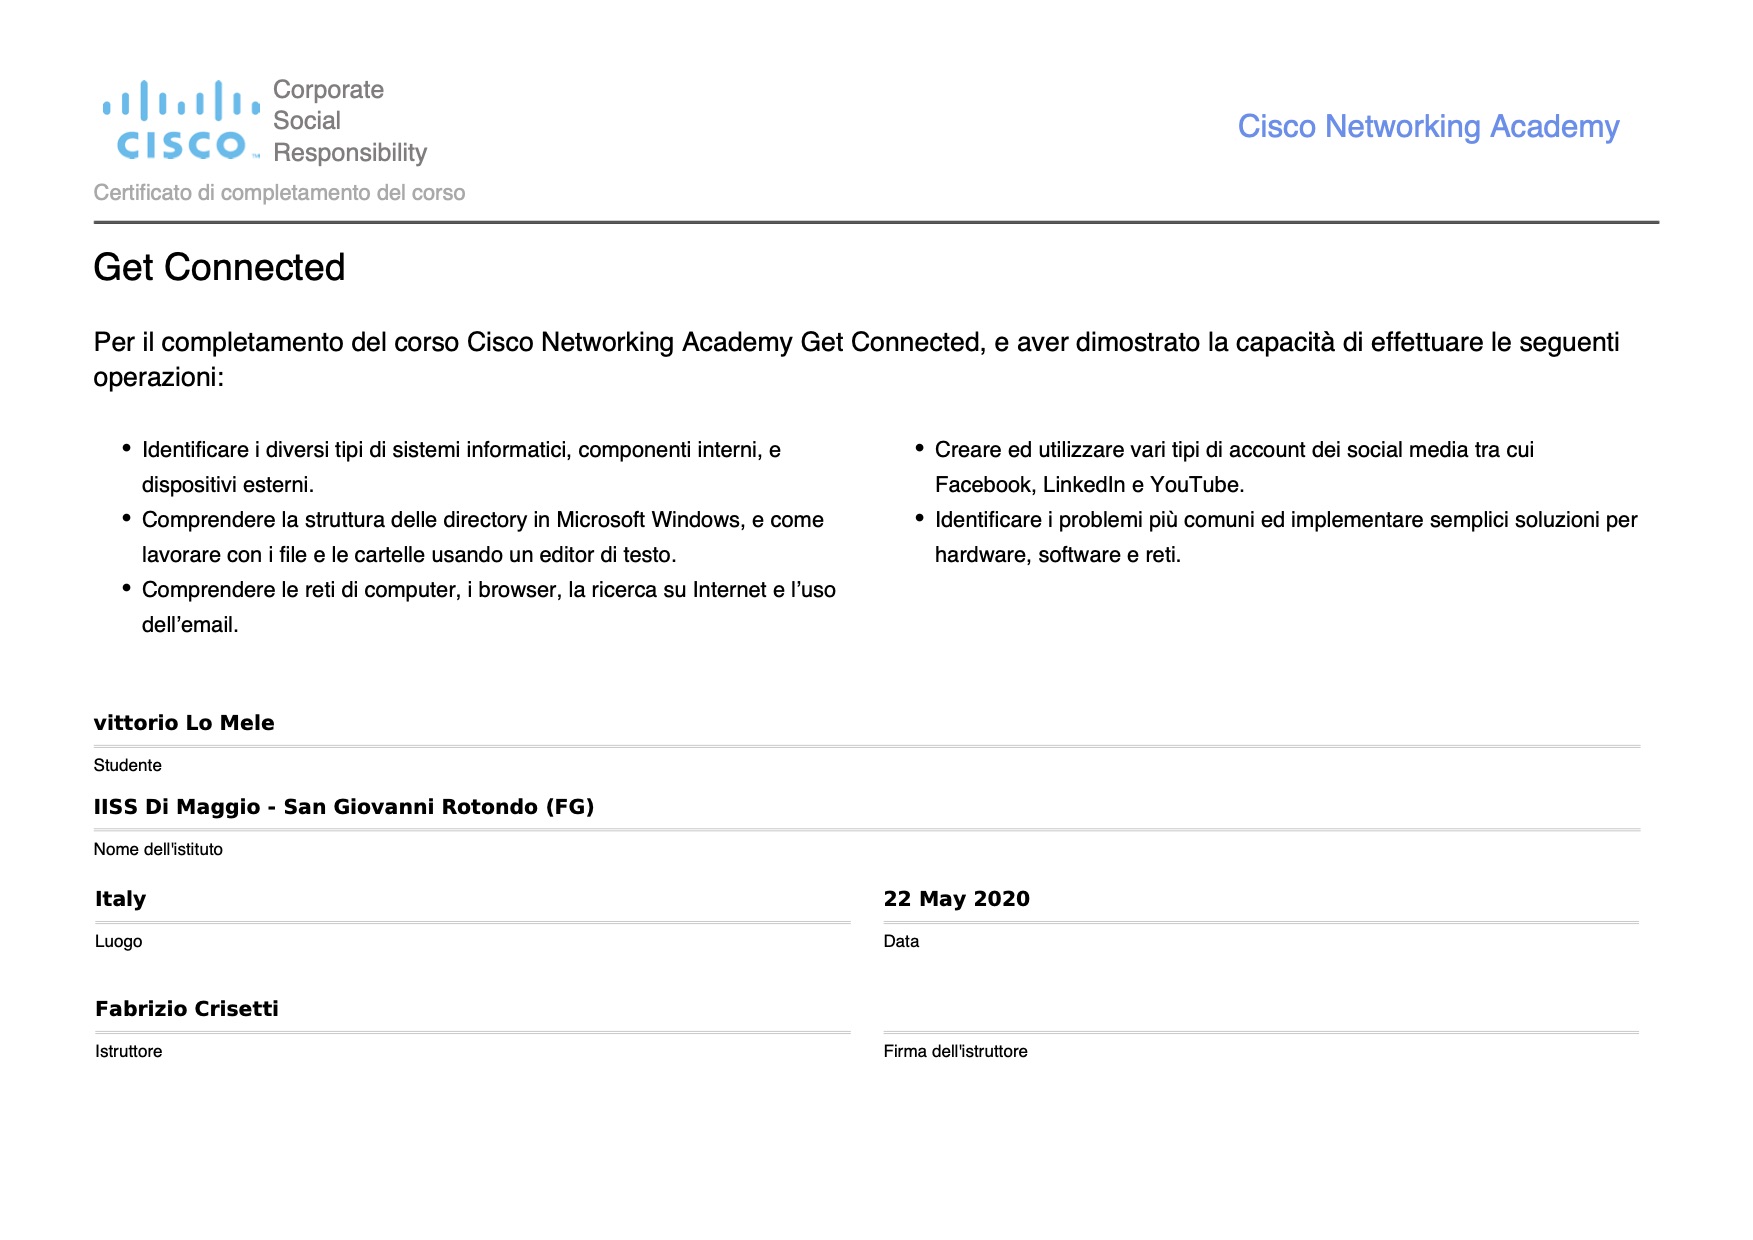 CISCO™
Corporate
Social
Responsibility
Cisco Networking Academy
Certificato di completamento del corso
Get Connected
Per il completamento del corso Cisco Networking Academy Get Connected, e aver dimostrato la capacità di effettuare le seguenti
operazioni:
• Identificare i diversi tipi di sistemi informatici, componenti interni, e
dispositivi esterni.
• Comprendere la struttura delle directory in Microsoft Windows, e come
lavorare con i file e le cartelle usando un editor di testo.
• Comprendere le reti di computer, i browser, la ricerca su Internet e l’uso
dell’email.
• Creare ed utilizzare vari tipi di account dei social media tra cui
Facebook, LinkedIn e YouTube.
• Identificare i problemi più comuni ed implementare semplici soluzioni per
hardware, software e reti.
vittorio Lo Mele
Studente
IISS Di Maggio - San Giovanni Rotondo (FG)
Nome dell'istituto
Italy
Luogo
22 May 2020
Data
Fabrizio Crisetti
Istruttore
Firma dell'istruttore